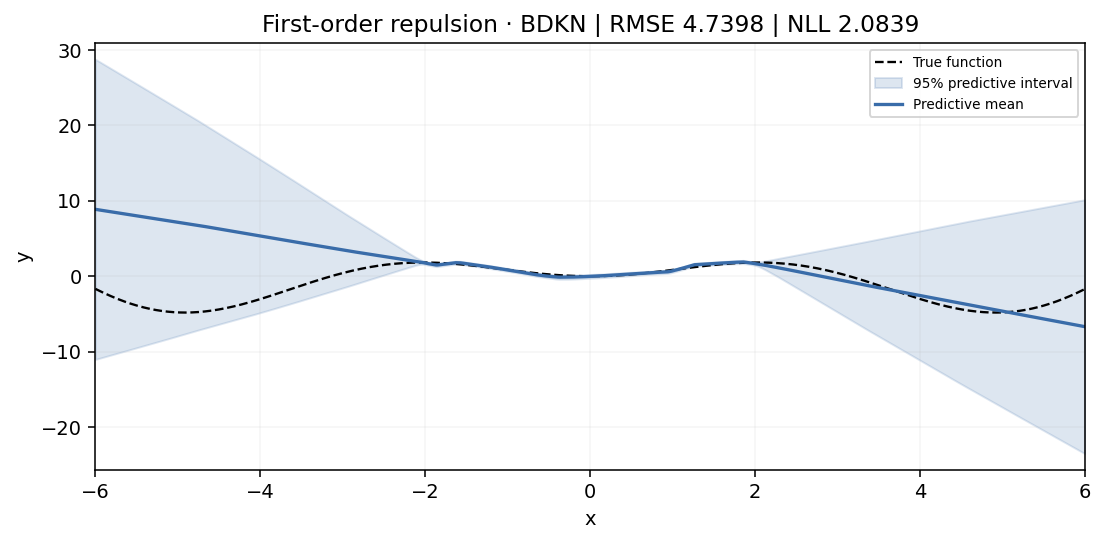 First-order repulsion · BDKN | RMSE 4.7398 | NLL 2.0839
True function
95% predictive interval
Predictive mean
30
20
10
0
−10
−20
y
−6
−4
−2
0
2
4
6
x